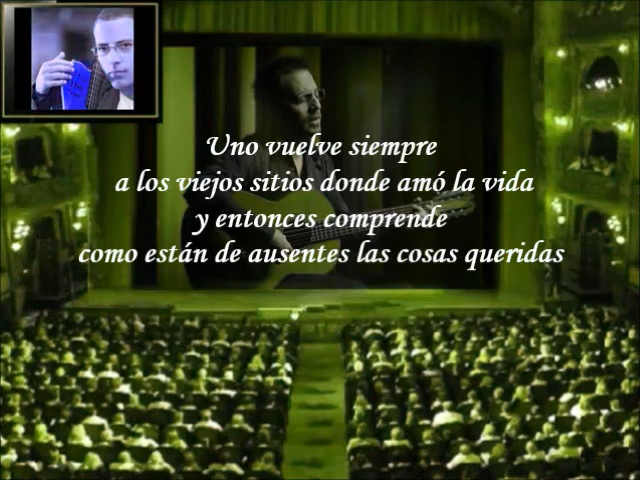 Uno vuelve siempre
a los viejos sitios donde amó la vida
y entonces comprende
como están de ausentes las cosas queridas